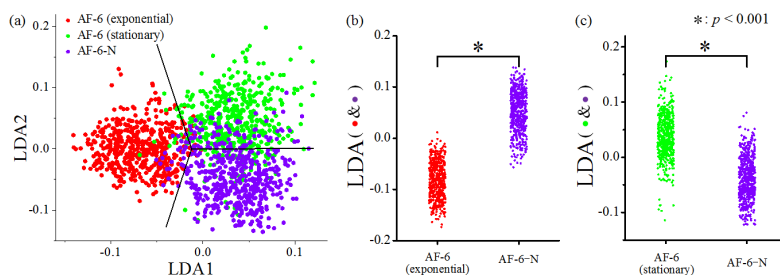 (a)
AF-6 (exponential)
AF-6 (stationary)
AF-6-N
0.2
0.1
0.0
-0.1
LDA2
-0.1
0.0
0.1
LDA1
(b)
*
0.2
0.1
0.0
-0.1
-0.2
LDA( & )
AF-6
(exponential)
AF-6-N
(c)
*: p < 0.001
*
0.2
0.1
0.0
-0.1
LDA( & )
AF-6
(stationary)
AF-6-N